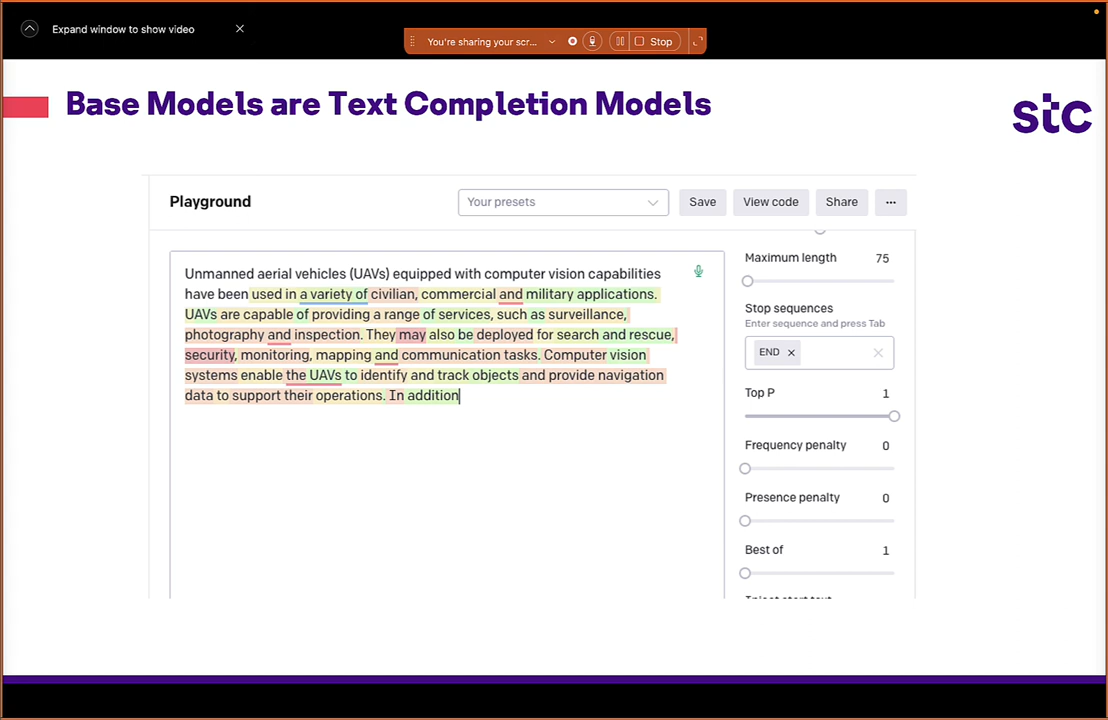 Expand window to show video
You're sharing your scr...
Stop
Base Models are Text Completion Models
stc
Playground
Your presets
Save
View code
Share
...
Unmanned aerial vehicles (UAVs) equipped with computer vision capabilities
have been used in a variety of civilian, commercial and military applications.
UAVs are capable of providing a range of services, such as surveillance,
photography and inspection. They may also be deployed for search and rescue,
security, monitoring, mapping and communication tasks. Computer vision
systems enable the UAVs to identify and track objects and provide navigation
data to support their operations. In addition
Maximum length 75
Stop sequences
Enter sequence and press Tab
END
Top P 1
Frequency penalty 0
Presence penalty 0
Best of 1